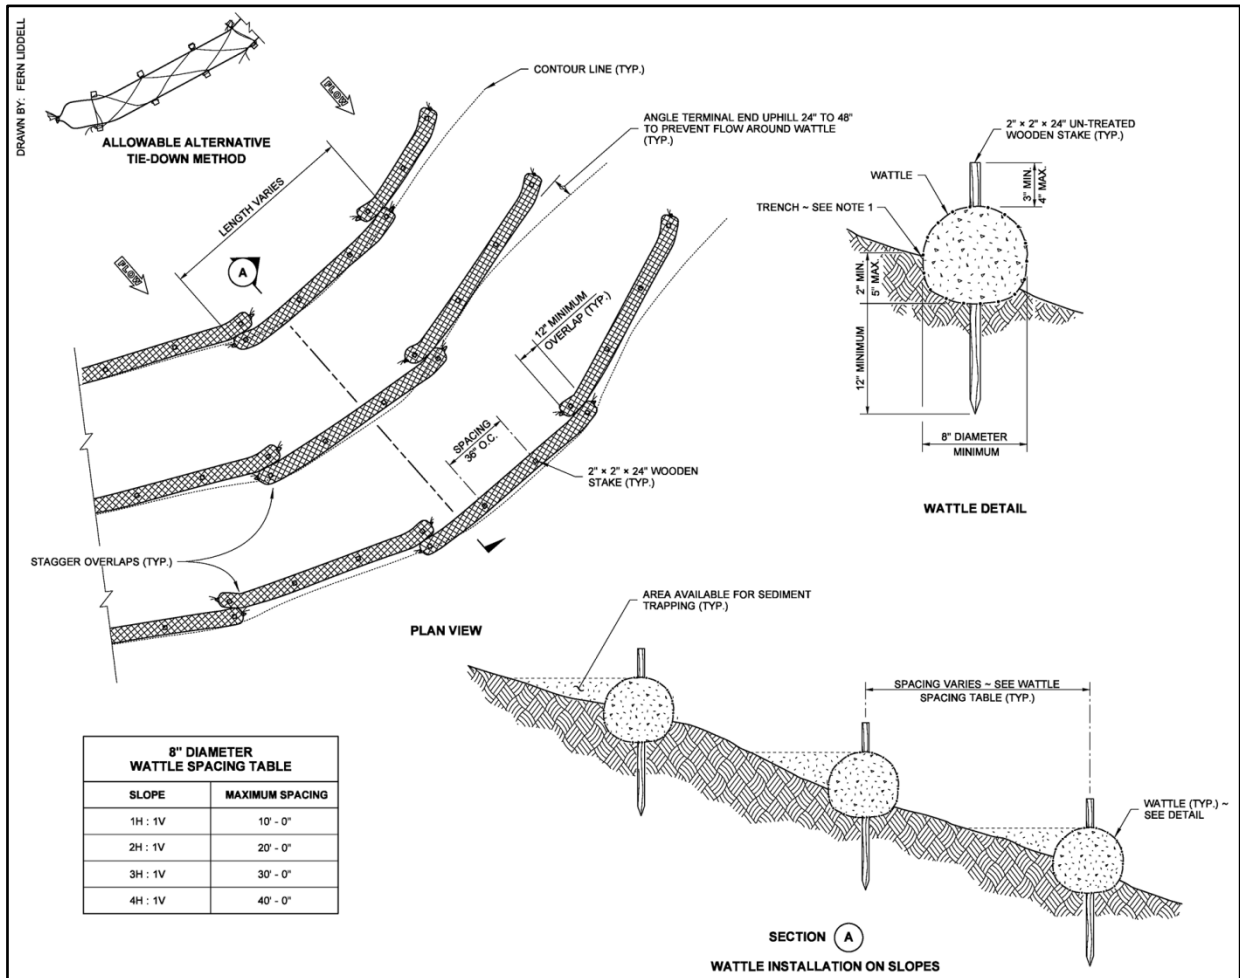 DRAWN BY: FERN LIDDELL
ALLOWABLE ALTERNATIVE
TIE-DOWN METHOD
FLOW
CONTOUR LINE (TYP.)
ANGLE TERMINAL END UPHILL 24" TO 48"
TO PREVENT FLOW AROUND WATTLE
(TYP.)
LENGTH VARIES
FLOW
A
12" MINIMUM
OVERLAP (TYP.)
SPACING
36" O.C.
2" × 2" × 24" WOODEN
STAKE (TYP.)
STAGGER OVERLAPS (TYP.)
PLAN VIEW
2" × 2" × 24" UN-TREATED
WOODEN STAKE (TYP.)
WATTLE
3" MIN.
4" MAX.
TRENCH ~ SEE NOTE 1
2" MIN.
5" MAX.
12" MINIMUM
8" DIAMETER
MINIMUM
WATTLE DETAIL
AREA AVAILABLE FOR SEDIMENT
TRAPPING (TYP.)
SPACING VARIES ~ SEE WATTLE
SPACING TABLE (TYP.)
WATTLE (TYP.) ~
SEE DETAIL
SECTION A
WATTLE INSTALLATION ON SLOPES
8" DIAMETER
WATTLE SPACING TABLE
SLOPE MAXIMUM SPACING
1H : 1V 10' - 0"
2H : 1V 20' - 0"
3H : 1V 30' - 0"
4H : 1V 40' - 0"